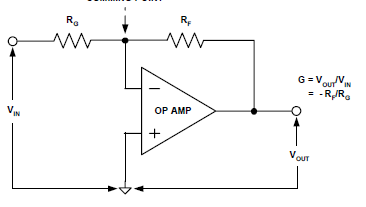 R_G
R_F
G = V_OUT/V_IN
= - R_F/R_G
V_IN
−
OP AMP
+
V_OUT